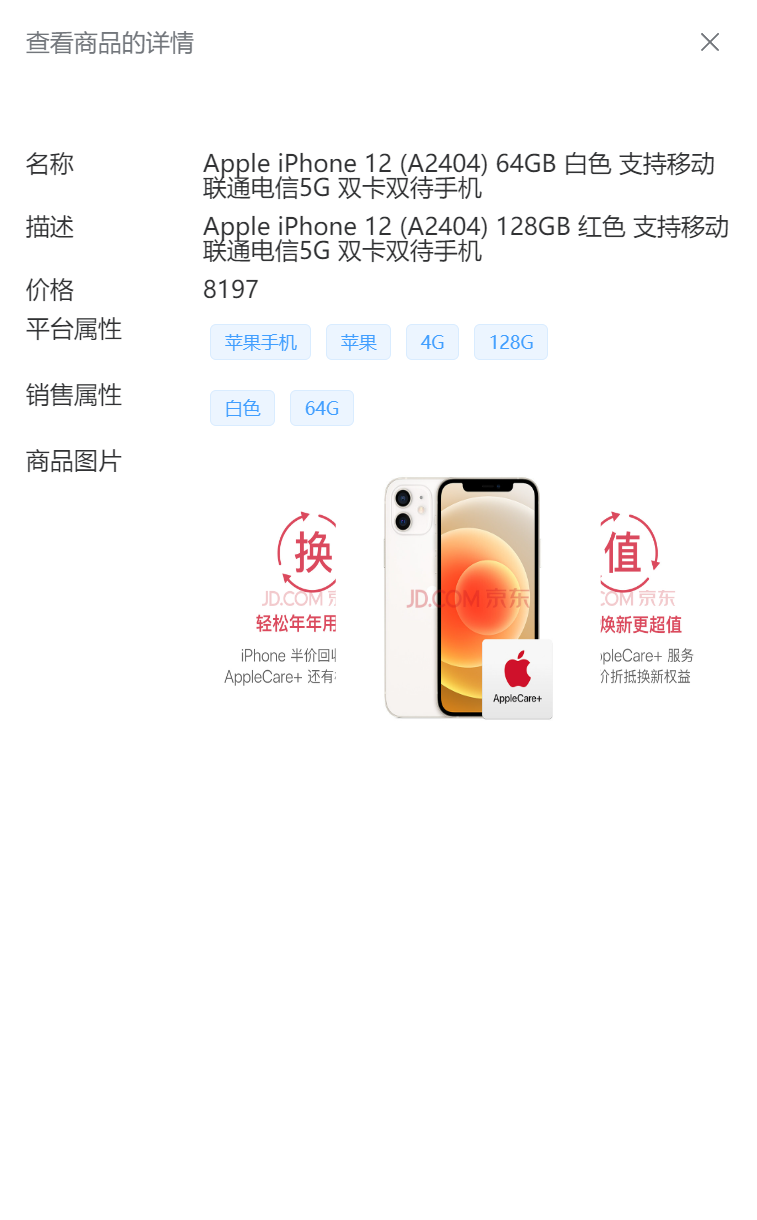 查看商品的详情
名称
Apple iPhone 12 (A2404) 64GB 白色 支持移动
联通电信5G 双卡双待手机
描述
Apple iPhone 12 (A2404) 128GB 红色 支持移动
联通电信5G 双卡双待手机
价格
8197
平台属性
苹果手机 苹果 4G 128G
销售属性
白色 64G
商品图片
换
值
JD.COM
JD.COM 京东
COM 京东
轻松年年用
焕新更超值
iPhone 半价回
AppleCare+ 服务
AppleCare+ 还有
价折抵换新权益
AppleCare+